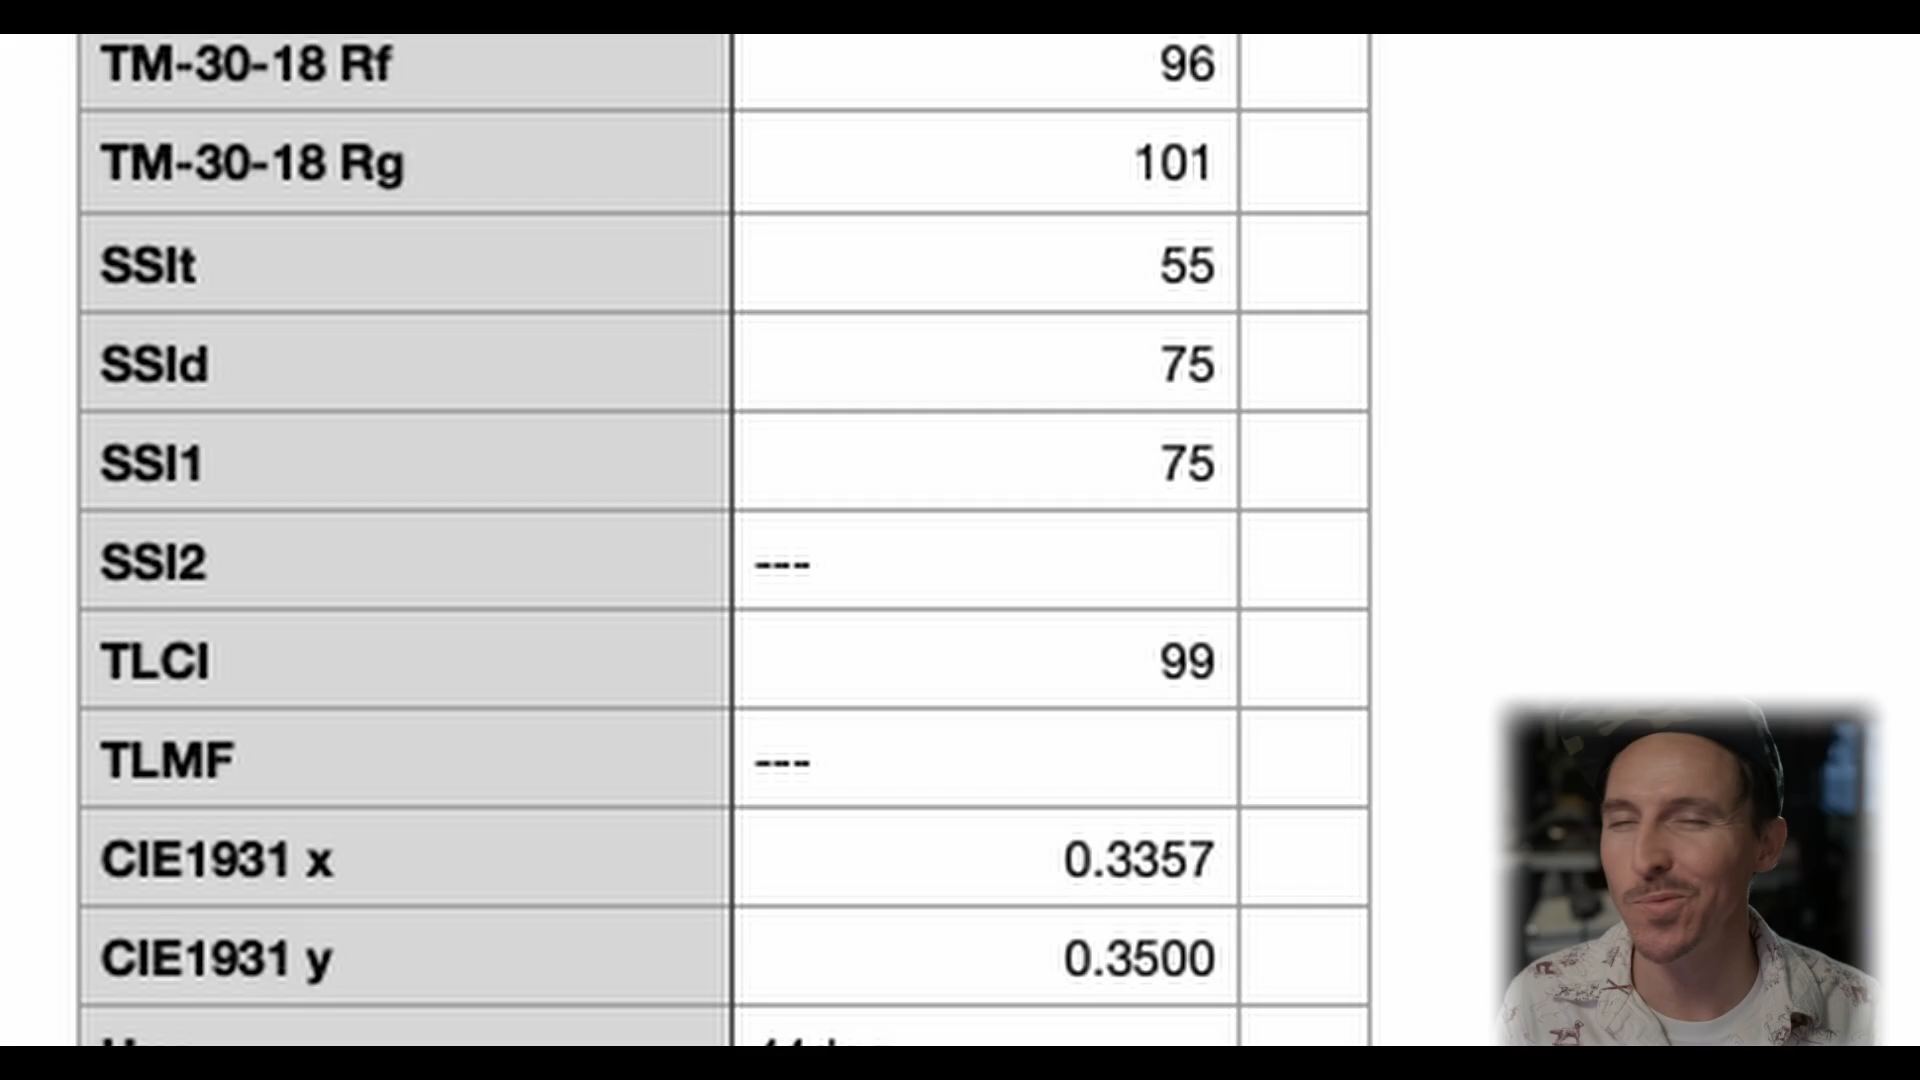 TM-30-18 Rf 96
TM-30-18 Rg 101
SSIt 55
SSId 75
SSI1 75
SSI2 ---
TLCI 99
TLMF ---
CIE1931 x 0.3357
CIE1931 y 0.3500